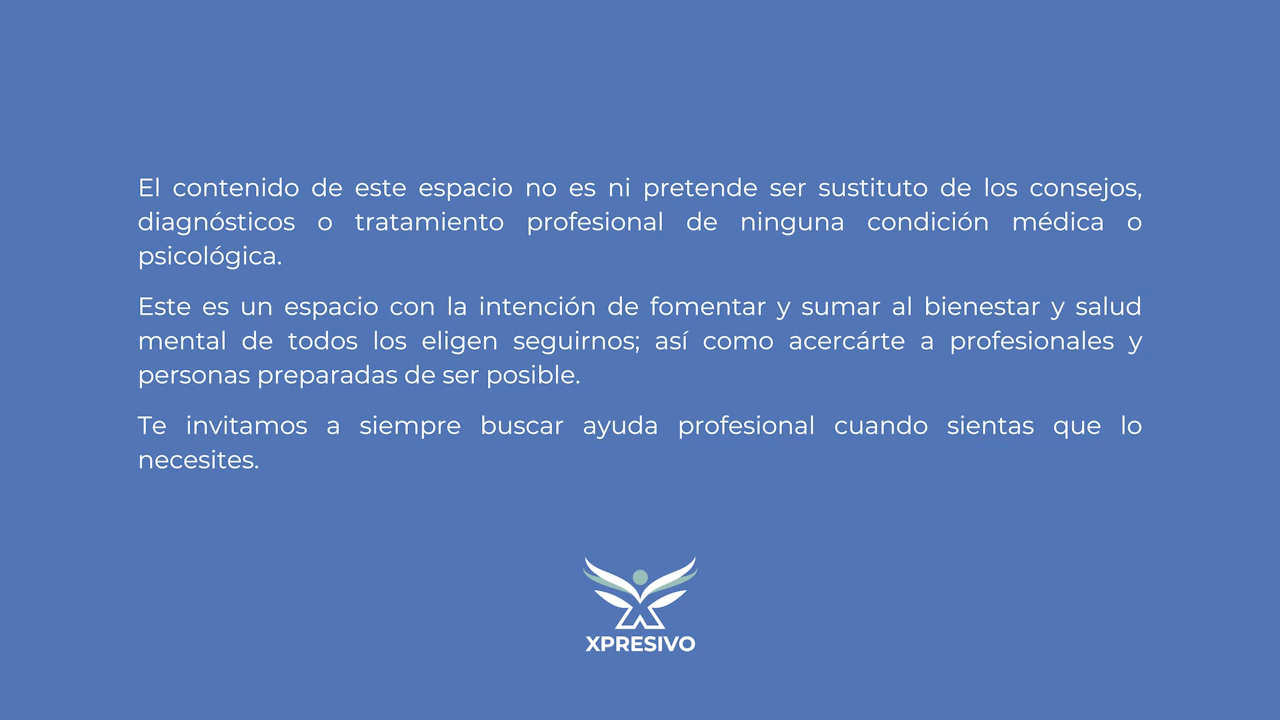 El contenido de este espacio no es ni pretende ser sustituto de los consejos,
diagnósticos o tratamiento profesional de ninguna condición médica o
psicológica.
Este es un espacio con la intención de fomentar y sumar al bienestar y salud
mental de todos los eligen seguirnos; así como acercárte a profesionales y
personas preparadas de ser posible.
Te invitamos a siempre buscar ayuda profesional cuando sientas que lo
necesites.
XPRESIVO